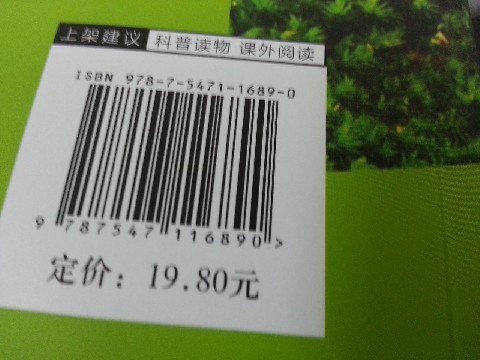 上架建议 科普读物 课外阅读
ISBN 978-7-5471-1689-0
9 787547 116890 >
定价：19.80元